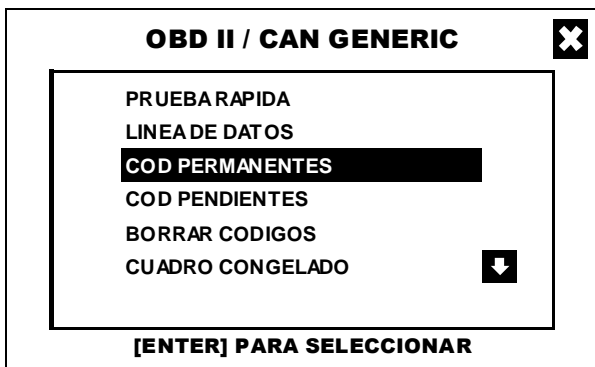 OBD II / CAN GENERIC
PRUEBA RAPIDA
LINEA DE DATOS
COD PERMANENTES
COD PENDIENTES
BORRAR CODIGOS
CUADRO CONGELADO
[ENTER] PARA SELECCIONAR